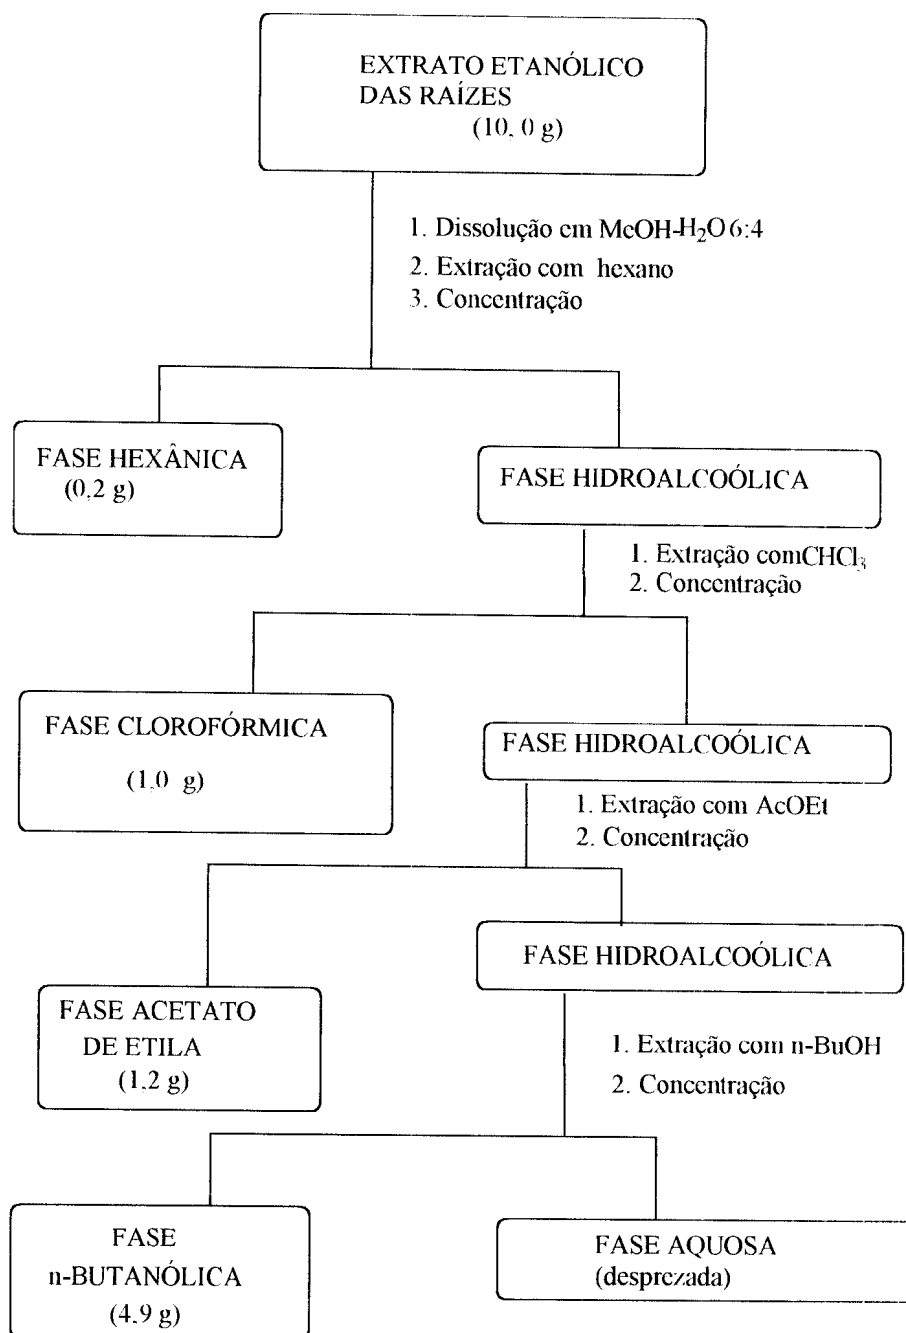 EXTRATO ETANÓLICO
DAS RAÍZES
(10,0 g)
1. Dissolução em MeOH-H₂O 6:4
2. Extração com hexano
3. Concentração
FASE HEXÂNICA
(0,2 g)
FASE HIDROALCOÓLICA
1. Extração comCHCl₃
2. Concentração
FASE CLOROFÓRMICA
(1,0 g)
FASE HIDROALCOÓLICA
1. Extração com AcOEt
2. Concentração
FASE HIDROALCOÓLICA
FASE ACETATO
DE ETILA
(1,2 g)
1. Extração com n-BuOH
2. Concentração
FASE
n-BUTANÓLICA
(4,9 g)
FASE AQUOSA
(desprezada)